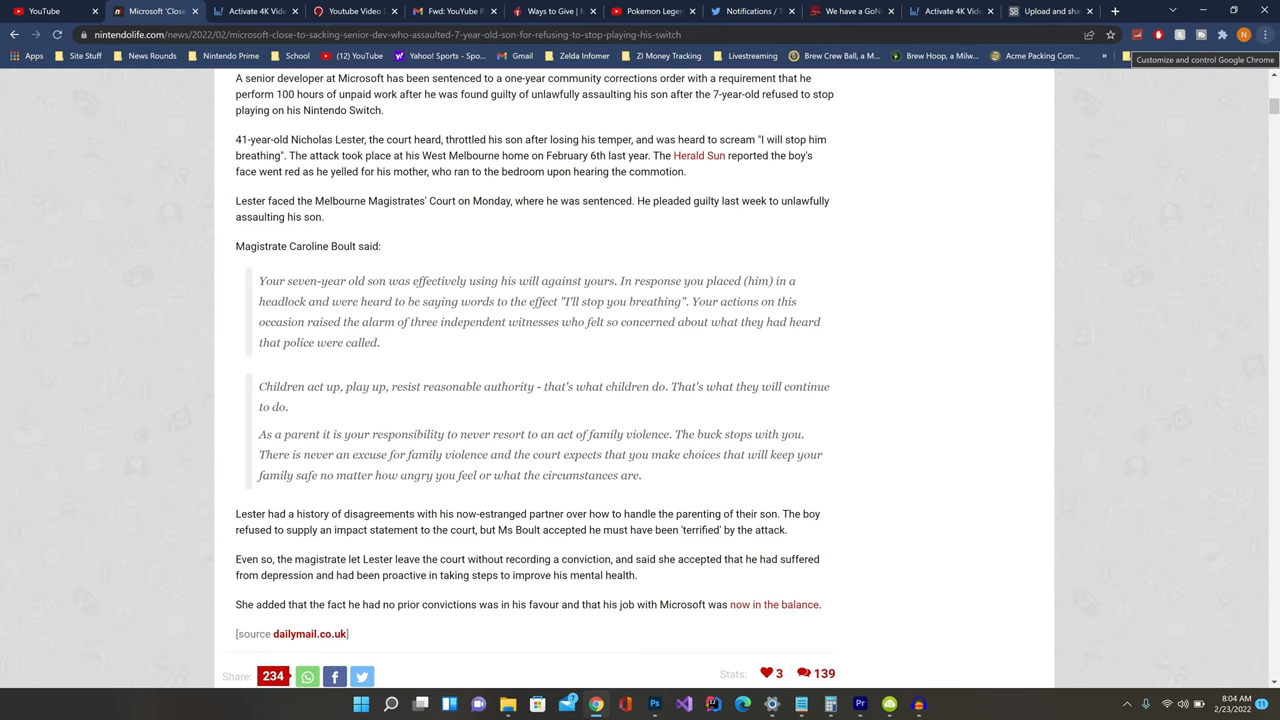 YouTube
Microsoft 'Close
Activate 4K Vide
Youtube Video
Fwd: YouYube P
Ways to Give | M
Pokemon Legen
Notifications / T
We have a GoN
Activate 4K Vide
Upload and sha
nintendolife.com/news/2022/02/microsoft-close-to-sacking-senior-dev-who-assaulted-7-year-old-son-for-refusing-to-stop-playing-his-switch
Apps
Site Stuff
News Rounds
Nintendo Prime
School
(12) YouTube
Yahoo! Sports - Sp...
Gmail
Zelda Infomer
ZI Money Tracking
Livestreaming
Brew Crew Ball, a M...
Brew Hoop, a Milw...
Acme Packing Com...
»
Customize and control Google Chrome
A senior developer at Microsoft has been sentenced to a one-year community corrections order with a requirement that he
perform 100 hours of unpaid work after he was found guilty of unlawfully assaulting his son after the 7-year-old refused to stop
playing on his Nintendo Switch.
41-year-old Nicholas Lester, the court heard, throttled his son after losing his temper, and was heard to scream "I will stop him
breathing". The attack took place at his West Melbourne home on February 6th last year. The Herald Sun reported the boy's
face went red as he yelled for his mother, who ran to the bedroom upon hearing the commotion.
Lester faced the Melbourne Magistrates' Court on Monday, where he was sentenced. He pleaded guilty last week to unlawfully
assaulting his son.
Magistrate Caroline Boult said:
Your seven-year old son was effectively using his will against yours. In response you placed (him) in a
headlock and were heard to be saying words to the effect "I'll stop you breathing". Your actions on this
occasion raised the alarm of three independent witnesses who felt so concerned about what they had heard
that police were called.
Children act up, play up, resist reasonable authority - that's what children do. That's what they will continue
to do.
As a parent it is your responsibility to never resort to an act of family violence. The buck stops with you.
There is never an excuse for family violence and the court expects that you make choices that will keep your
family safe no matter how angry you feel or what the circumstances are.
Lester had a history of disagreements with his now-estranged partner over how to handle the parenting of their son. The boy
refused to supply an impact statement to the court, but Ms Boult accepted he must have been 'terrified' by the attack.
Even so, the magistrate let Lester leave the court without recording a conviction, and said she accepted that he had suffered
from depression and had been proactive in taking steps to improve his mental health.
She added that the fact he had no prior convictions was in his favour and that his job with Microsoft was now in the balance.
[source dailymail.co.uk]
Share: 234
Stats: 3 139
8:04 AM
2/23/2022